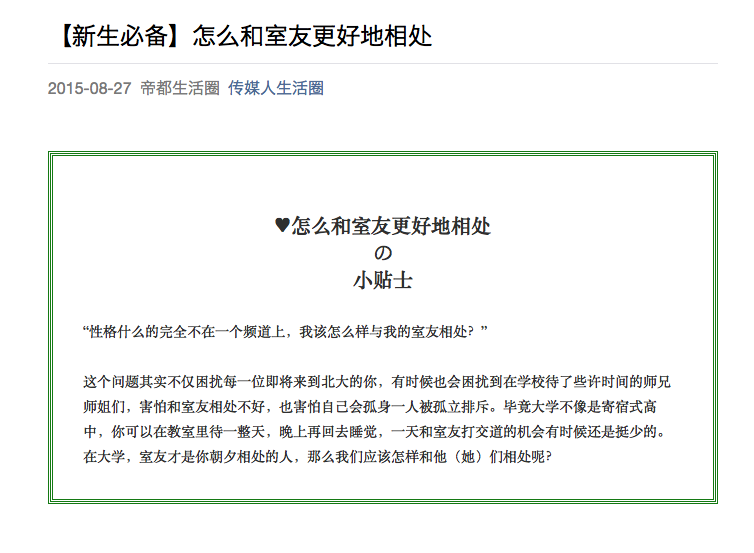 【新生必备】怎么和室友更好地相处
2015-08-27 帝都生活圈 传媒人生活圈
♥怎么和室友更好地相处
の
小贴士
“性格什么的完全不在一个频道上，我该怎么样与我的室友相处？”
这个问题其实不仅困扰每一位即将来到北大的你，有时候也会困扰到在学校待了些许时间的师兄
师姐们，害怕和室友相处不好，也害怕自己会孤身一人被孤立排斥。毕竟大学不像是寄宿式高
中，你可以在教室里待一整天，晚上再回去睡觉，一天和室友打交道的机会有时候还是挺少的。
在大学，室友才是你朝夕相处的人，那么我们应该怎样和他（她）们相处呢？